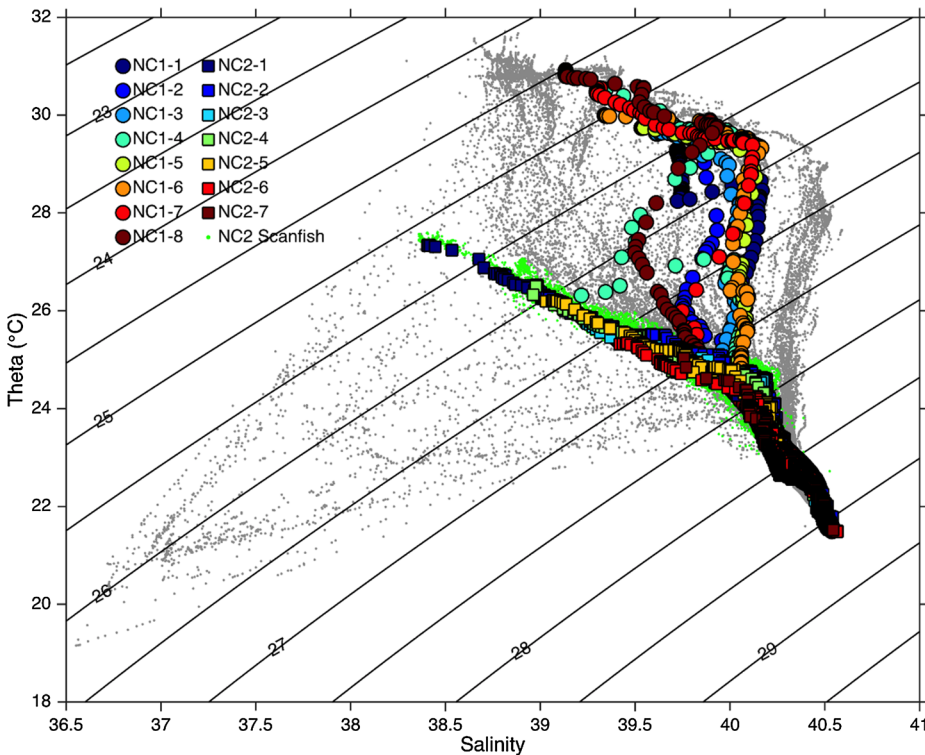 32
30
28
26
24
22
20
18
Theta (°C)
NC1-1 NC2-1
NC1-2 NC2-2
NC1-3 NC2-3
NC1-4 NC2-4
NC1-5 NC2-5
NC1-6 NC2-6
NC1-7 NC2-7
NC1-8 NC2 Scanfish
23
24
25
26
27
28
29
36.5 37 37.5 38 38.5 39 39.5 40 40.5 41
Salinity